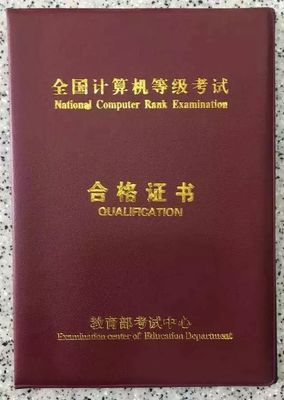 全国计算机等级考试
National Computer Rank Examination
合格证书
QUALIFICATION
教育部考试中心
Examination center of Education Department